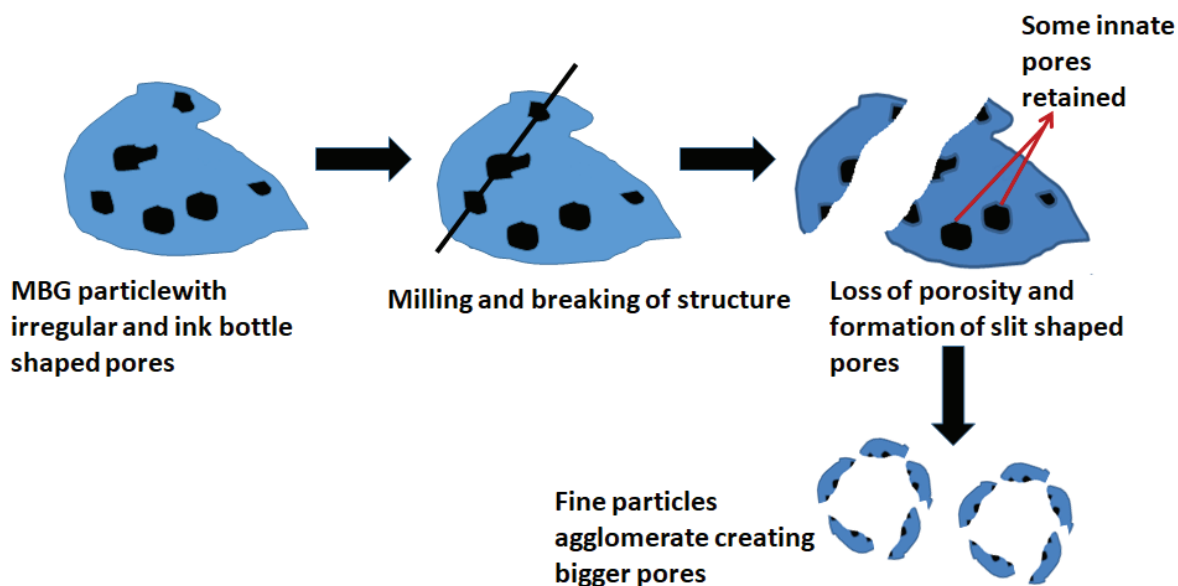 Some innate
pores
retained
MBG particlewith
irregular and ink bottle
shaped pores
Milling and breaking of structure
Loss of porosity and
formation of slit shaped
pores
Fine particles
agglomerate creating
bigger pores